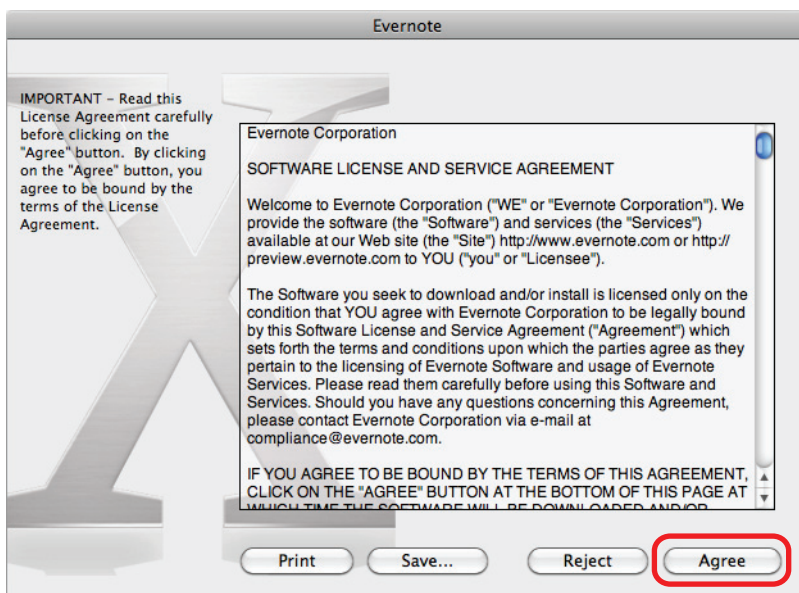 Evernote
IMPORTANT – Read this
License Agreement carefully
before clicking on the
"Agree" button.  By clicking
on the "Agree" button, you
agree to be bound by the
terms of the License
Agreement.
Evernote Corporation
SOFTWARE LICENSE AND SERVICE AGREEMENT
Welcome to Evernote Corporation ("WE" or "Evernote Corporation"). We
provide the software (the "Software") and services (the "Services")
available at our Web site (the "Site") http://www.evernote.com or http://
preview.evernote.com to YOU ("you" or "Licensee").
The Software you seek to download and/or install is licensed only on the
condition that YOU agree with Evernote Corporation to be legally bound
by this Software License and Service Agreement ("Agreement") which
sets forth the terms and conditions upon which the parties agree as they
pertain to the licensing of Evernote Software and usage of Evernote
Services. Please read them carefully before using this Software and
Services. Should you have any questions concerning this Agreement,
please contact Evernote Corporation via e-mail at
compliance@evernote.com.
IF YOU AGREE TO BE BOUND BY THE TERMS OF THIS AGREEMENT,
CLICK ON THE "AGREE" BUTTON AT THE BOTTOM OF THIS PAGE AT
WHICH TIME THE SOFTWARE WILL BE DOWNLOADED AND/OR
Print Save... Reject Agree